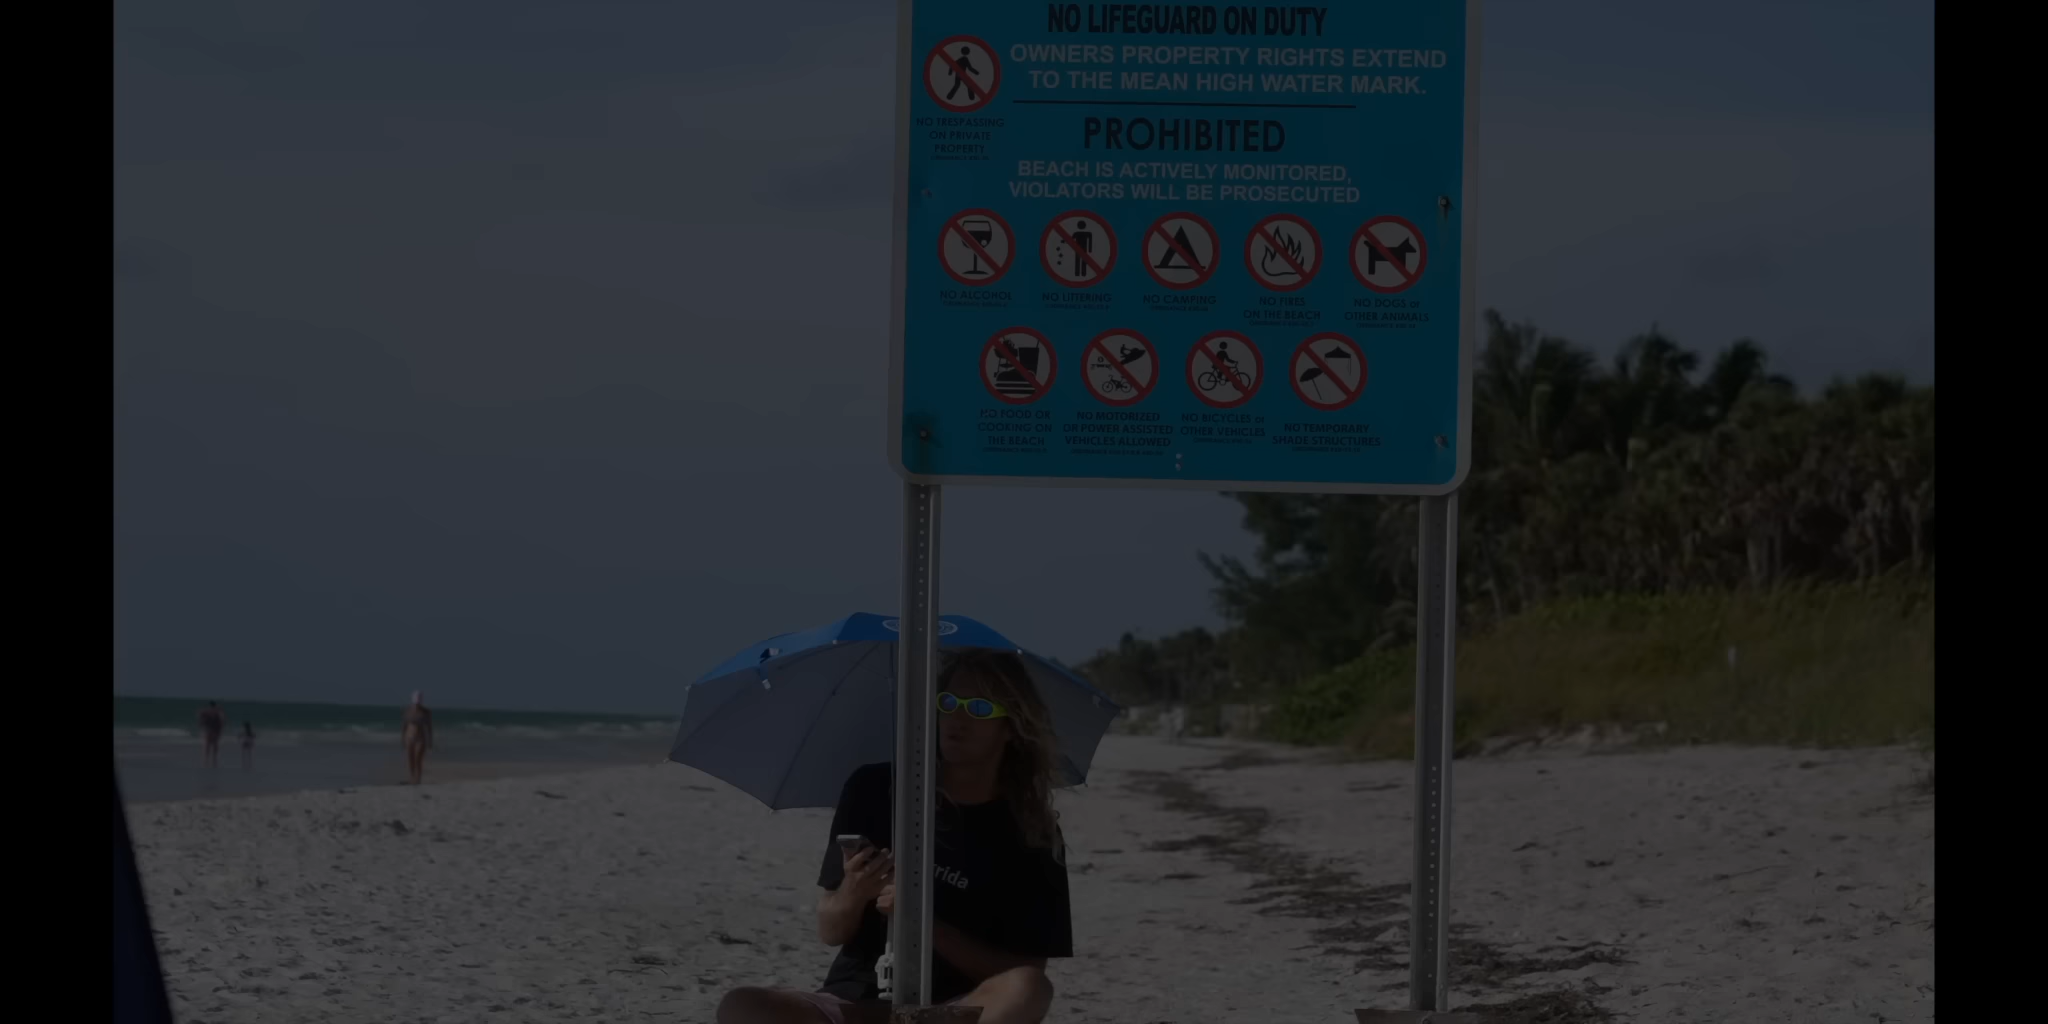 NO LIFEGUARD ON DUTY
OWNERS PROPERTY RIGHTS EXTEND
TO THE MEAN HIGH WATER MARK.
NO TRESPASSING
ON PRIVATE
PROPERTY
PROHIBITED
BEACH IS ACTIVELY MONITORED,
VIOLATORS WILL BE PROSECUTED
NO ALCOHOL
NO LITTERING
NO CAMPING
NO FIRES
ON THE BEACH
NO DOGS or
OTHER ANIMALS
NO FOOD OR
COOKING ON
THE BEACH
NO MOTORIZED
OR POWER ASSISTED
VEHICLES ALLOWED
NO BICYCLES or
OTHER VEHICLES
NO TEMPORARY
SHADE STRUCTURES
rida